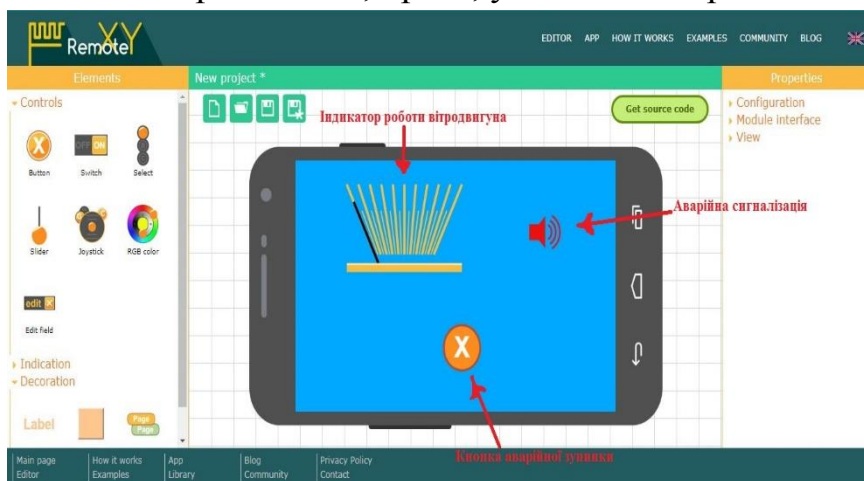 RemoteXY
EDITOR APP HOW IT WORKS EXAMPLES COMMUNITY BLOG
Elements
New project *
Properties
Controls
Button Switch Select
Slider Joystick RGB color
edit X
Edit field
Indication
Decoration
Label
Page
Page
OFF ON
X
Індикатор роботи вітродвигуна
Get source code
Аварійна сигналізація
X
Кнопка аварійної зупинки
Configuration
Module interface
View
Main page How it works App Blog Privacy Policy
Editor Examples Library Community Contact